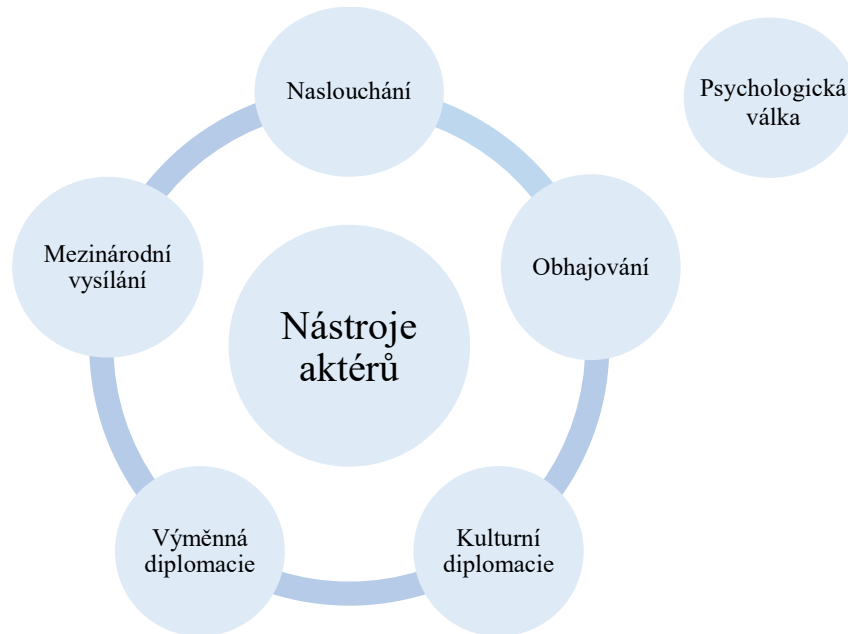 Naslouchání
Psychologická
válka
Obhajování
Kulturní
diplomacie
Výměnná
diplomacie
Mezinárodní
vysílání
Nástroje
aktérů